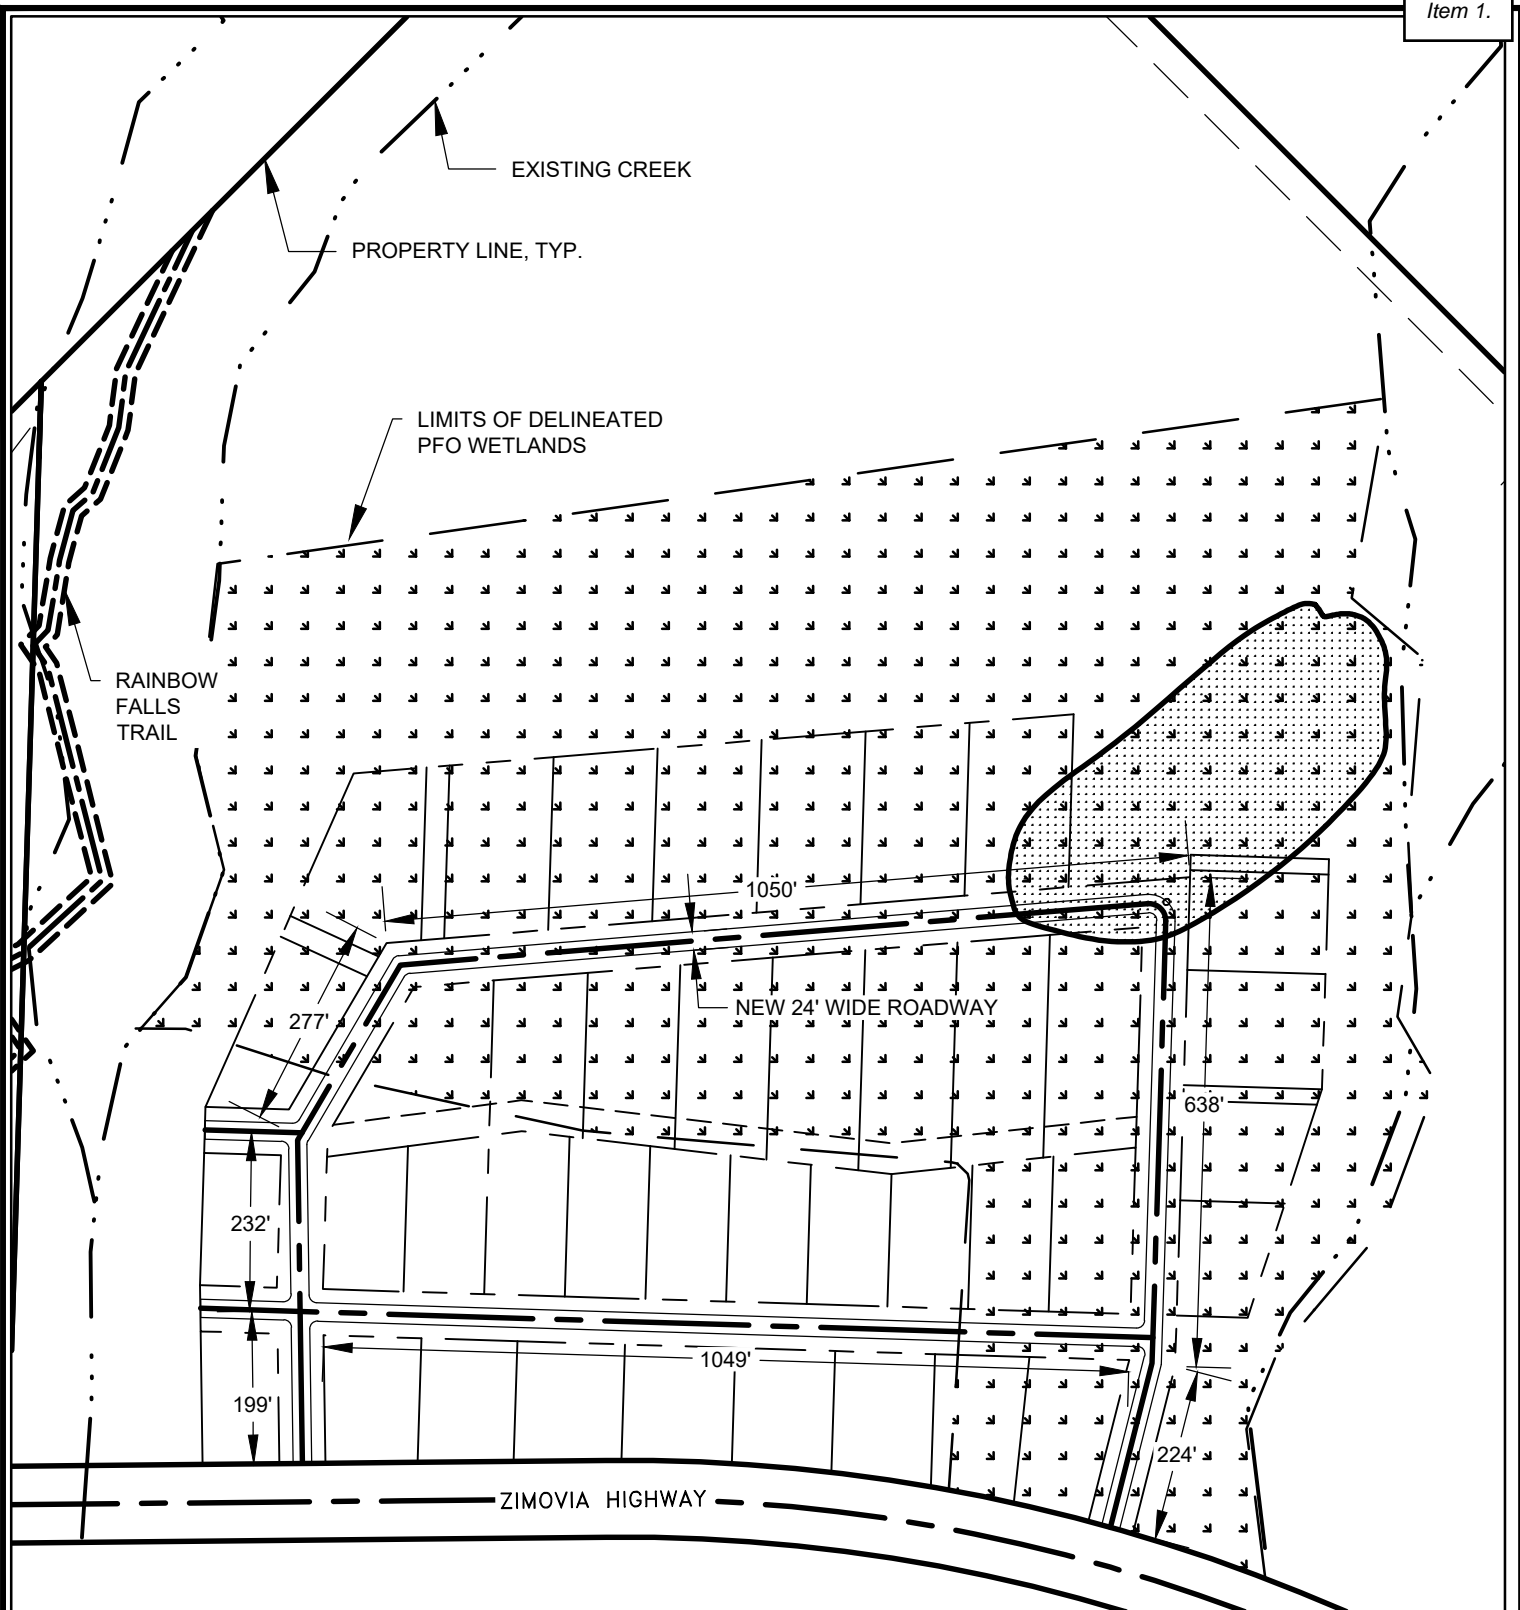 Item 1.
EXISTING CREEK
PROPERTY LINE, TYP.
LIMITS OF DELINEATED
PFO WETLANDS
RAINBOW
FALLS
TRAIL
1050'
NEW 24' WIDE ROADWAY
277'
638'
232'
1049'
199'
224'
ZIMOVIA HIGHWAY